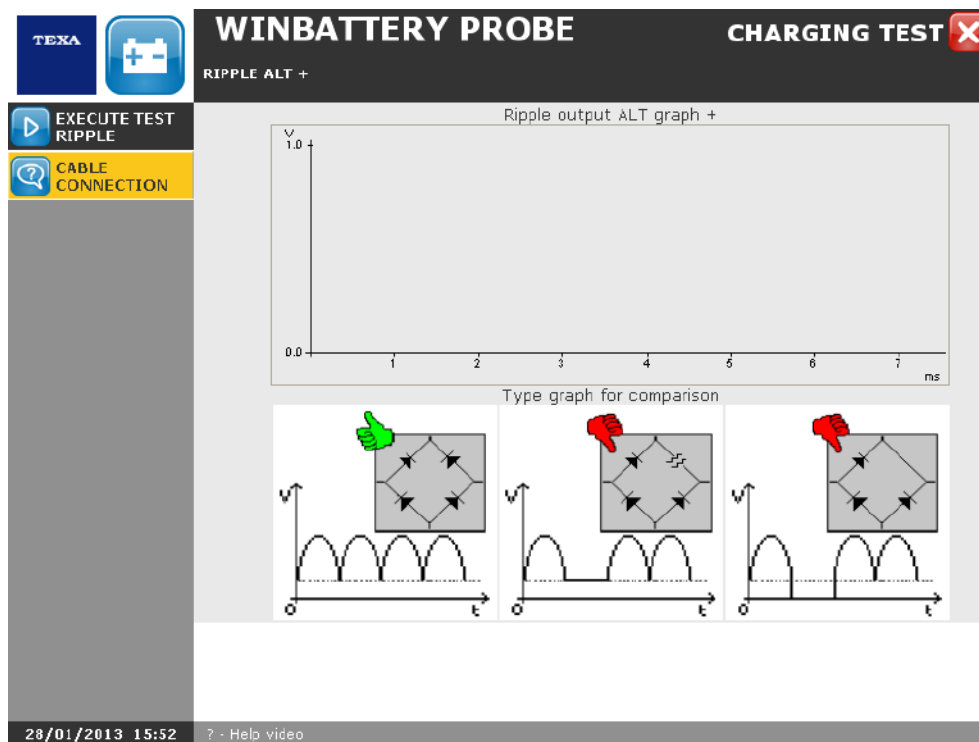 TEXA
WINBATTERY PROBE
CHARGING TEST
RIPPLE ALT +
EXECUTE TEST
RIPPLE
CABLE
CONNECTION
Ripple output ALT graph +
V
1.0
0.0
1 2 3 4 5 6 7
ms
Type graph for comparison
V 0 t
V 0 t
V 0 t
28/01/2013 15:52
? - Help video